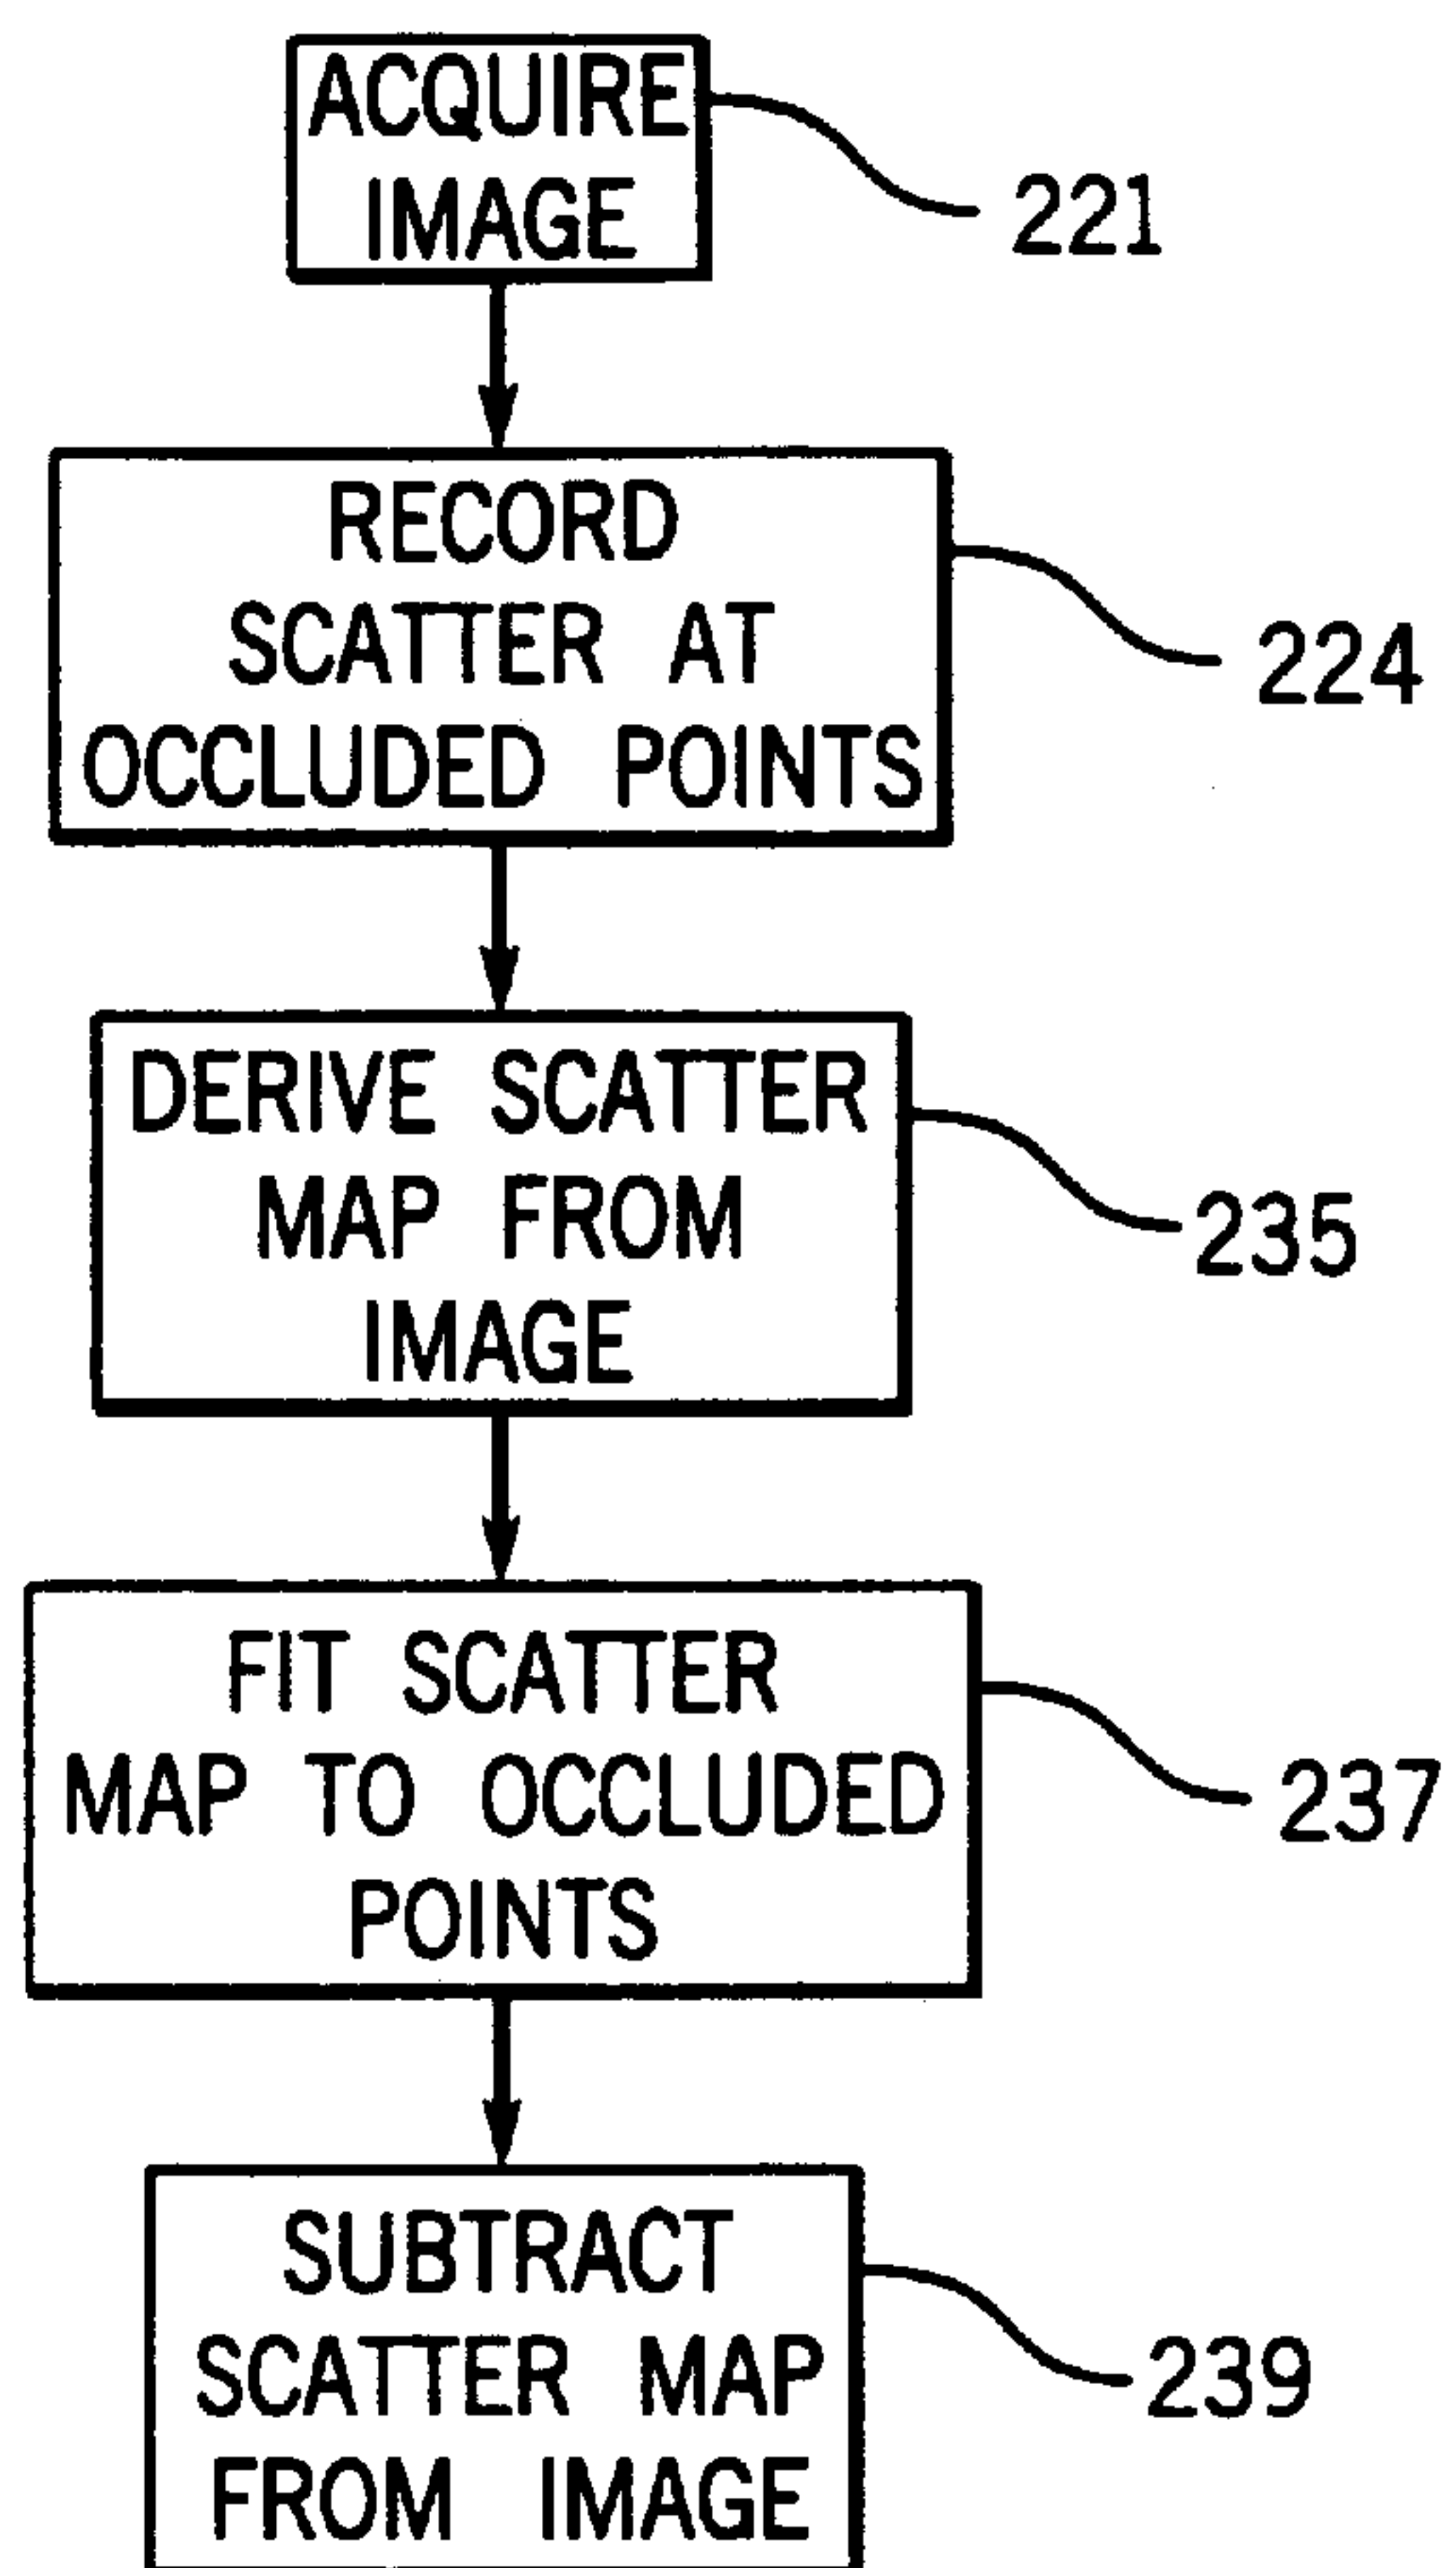 ACQUIRE
IMAGE
221
RECORD
SCATTER AT
OCCLUDED POINTS
224
DERIVE SCATTER
MAP FROM
IMAGE
235
FIT SCATTER
MAP TO OCCLUDED
POINTS
237
SUBTRACT
SCATTER MAP
FROM IMAGE
239